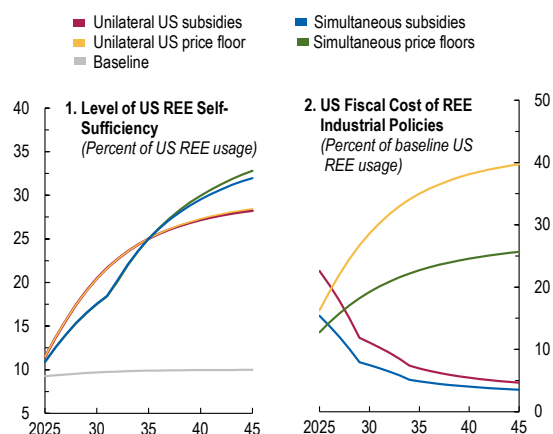 Unilateral US subsidies
Simultaneous subsidies
Unilateral US price floor
Simultaneous price floors
Baseline
1. Level of US REE Self-
Sufficiency
(Percent of US REE usage)
40
35
30
25
20
15
10
5
2025 30 35 40 45
2. US Fiscal Cost of REE
Industrial Policies
(Percent of baseline US
REE usage)
50
40
30
20
10
0
2025 30 35 40 45